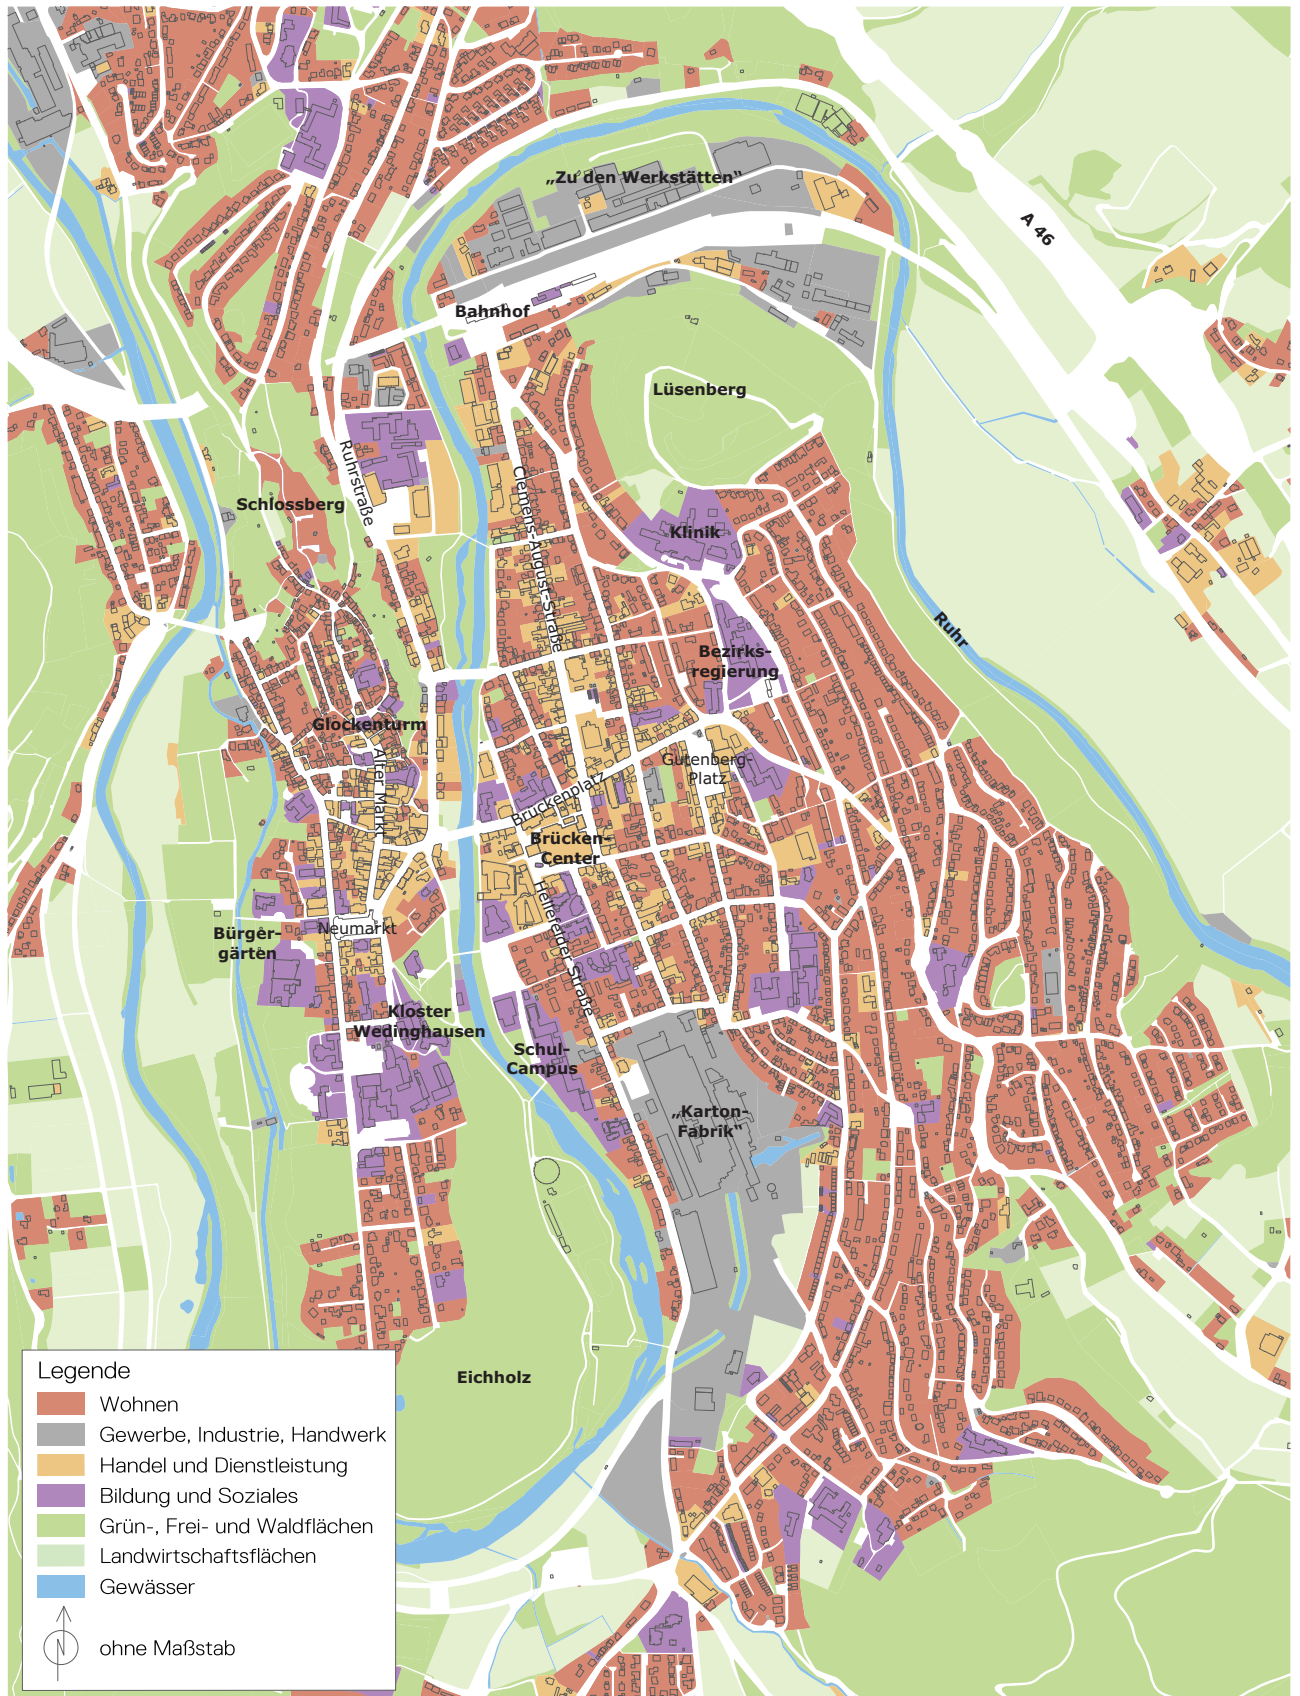 „Zu den Werkstätten“
A 46
Bahnhof
Lüsenberg
Ruhrstraße
Clemens-August-Straße
Schlossberg
Klinik
Ruhr
Bezirks-
regierung
Glockenturm
Alter Markt
Gutenberg-
Platz
Brückenplatz
Brücken-
Center
Hellefelder Straße
Bürger-
gärten
Neumarkt
Kloster
Wedinghausen
Schul-
Campus
„Karton-
Fabrik“
Eichholz
Legende
Wohnen
Gewerbe, Industrie, Handwerk
Handel und Dienstleistung
Bildung und Soziales
Grün-, Frei- und Waldflächen
Landwirtschaftsflächen
Gewässer
N
ohne Maßstab